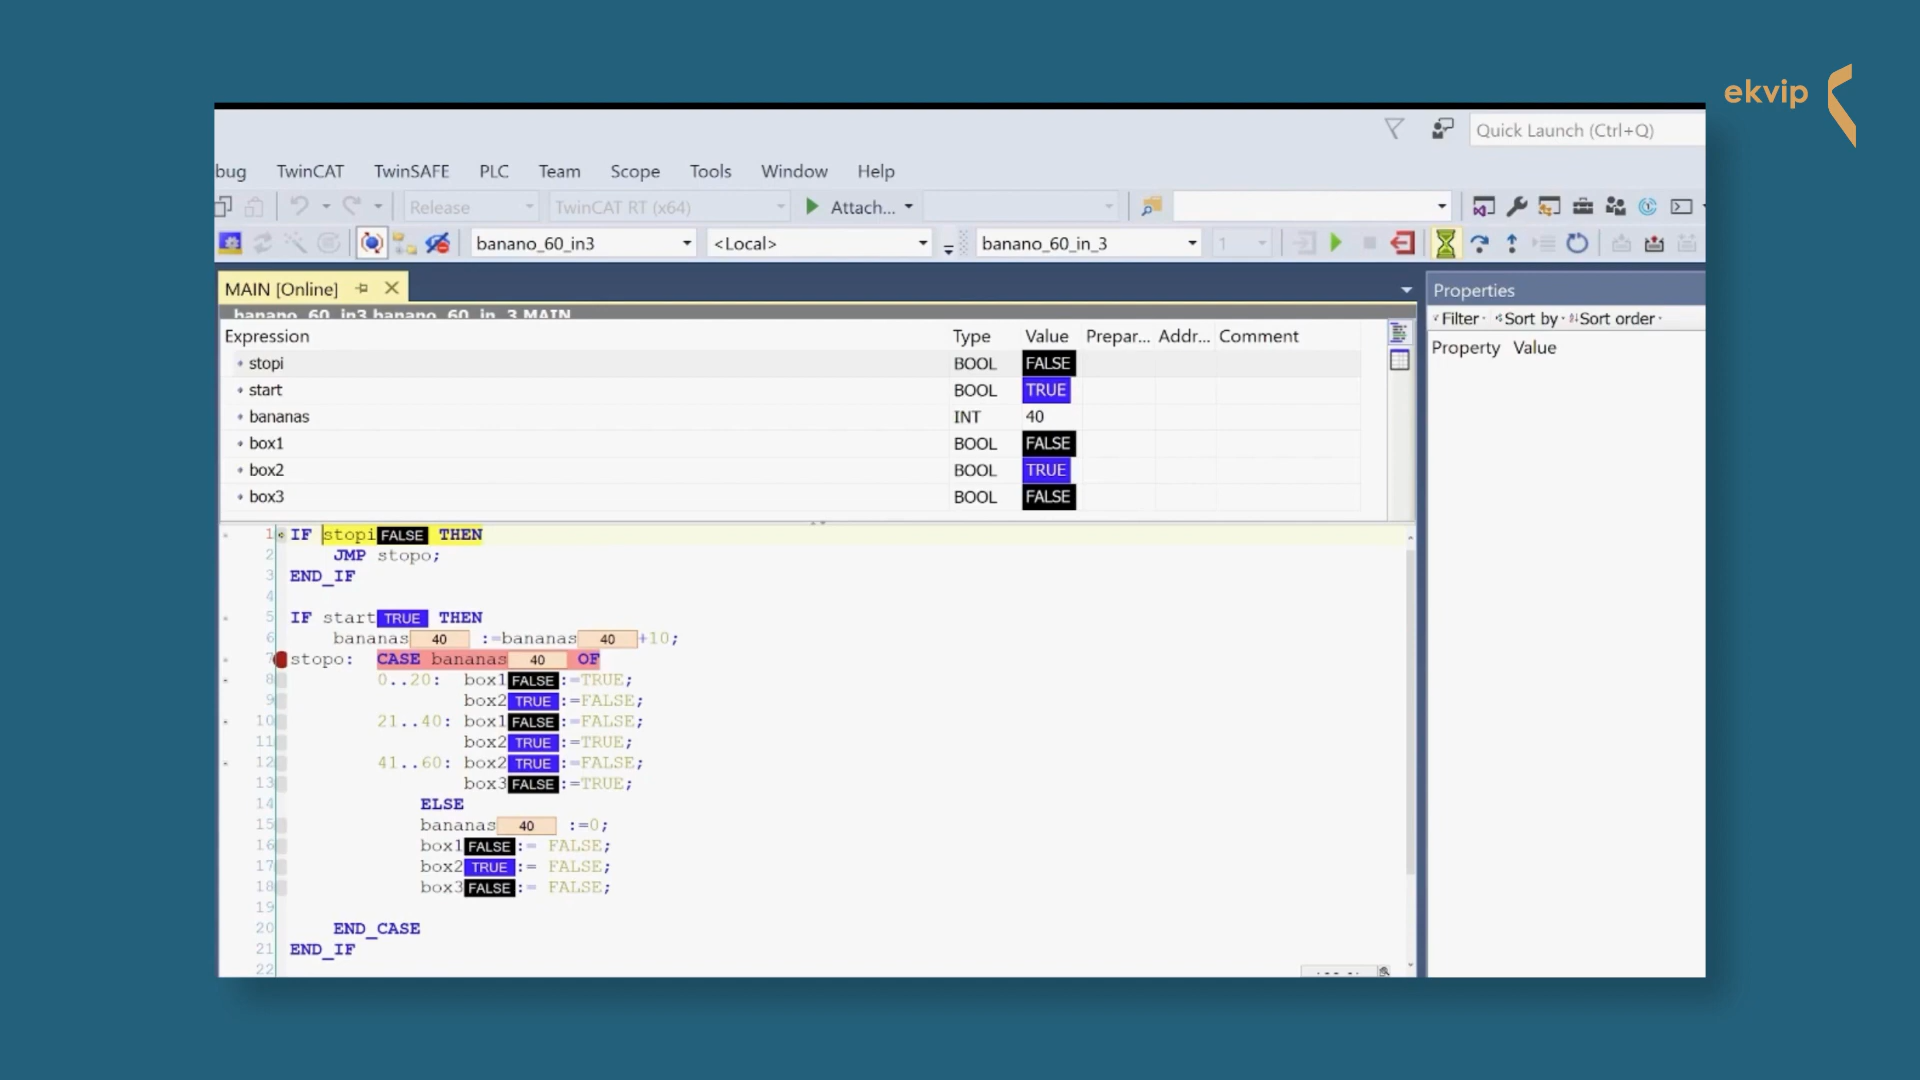 ekvip
Quick Launch (Ctrl+Q)
bug TwinCAT TwinSAFE PLC Team Scope Tools Window Help
Release TwinCAT RT (x64) Attach...
banano_60_in3 <Local> banano_60_in_3 1
MAIN [Online]
Properties
banano_60_in3.banano_60_in_3.MAIN
Filter Sort by Sort order
Expression Type Value Prepar... Addr... Comment
Property Value
stopi BOOL FALSE
start BOOL TRUE
bananas INT 40
box1 BOOL FALSE
box2 BOOL TRUE
box3 BOOL FALSE
1 IF stopi FALSE THEN
2 JMP stopo;
3 END_IF
4
5 IF start TRUE THEN
6 bananas 40 :=bananas 40 +10;
7 stopo: CASE bananas 40 OF
8 0..20: box1 FALSE :=TRUE;
9 box2 TRUE :=FALSE;
10 21..40: box1 FALSE :=FALSE;
11 box2 TRUE :=TRUE;
12 41..60: box2 TRUE :=FALSE;
13 box3 FALSE :=TRUE;
14 ELSE
15 bananas 40 :=0;
16 box1 FALSE := FALSE;
17 box2 TRUE := FALSE;
18 box3 FALSE := FALSE;
19
20 END_CASE
21 END_IF
22